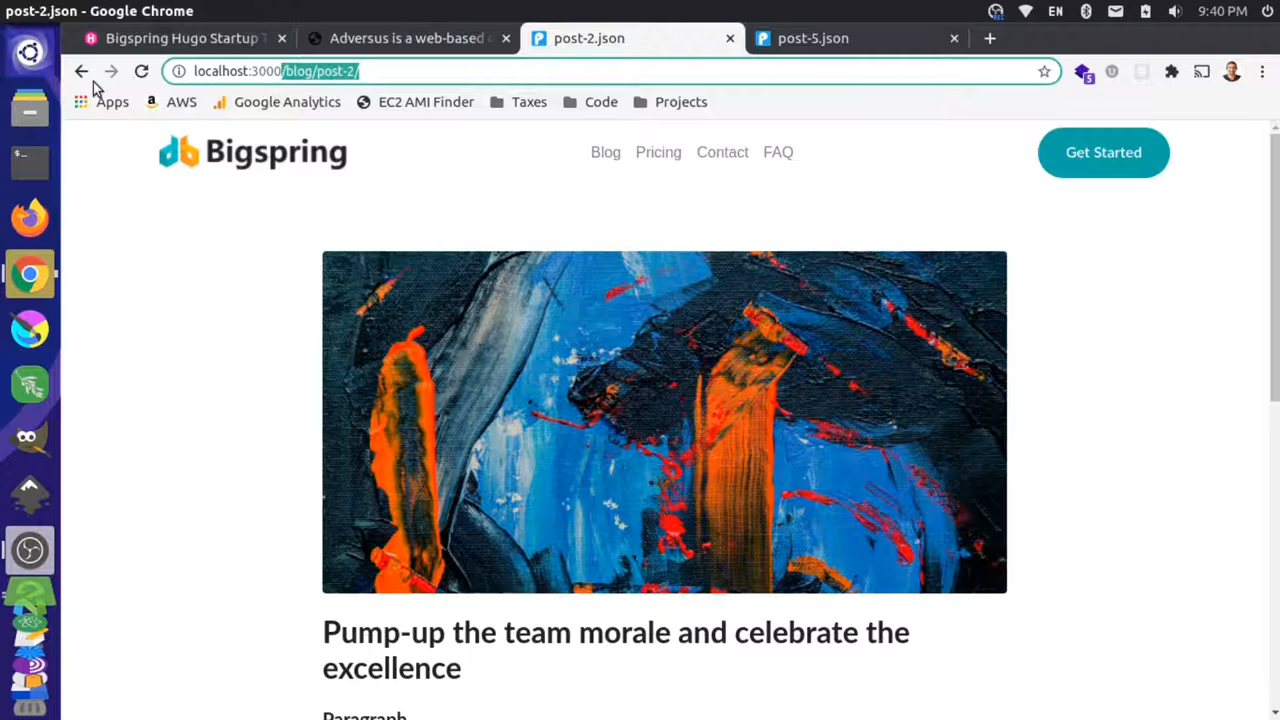 post-2.json - Google Chrome
EN
9:40 PM
Bigspring Hugo Startup
Adversus is a web-based
post-2.json
post-5.json
localhost:3000/blog/post-2/
5
Apps
AWS
Google Analytics
EC2 AMI Finder
Taxes
Code
Projects
Bigspring
Blog
Pricing
Contact
FAQ
Get Started
Pump-up the team morale and celebrate the
excellence
Paragraph